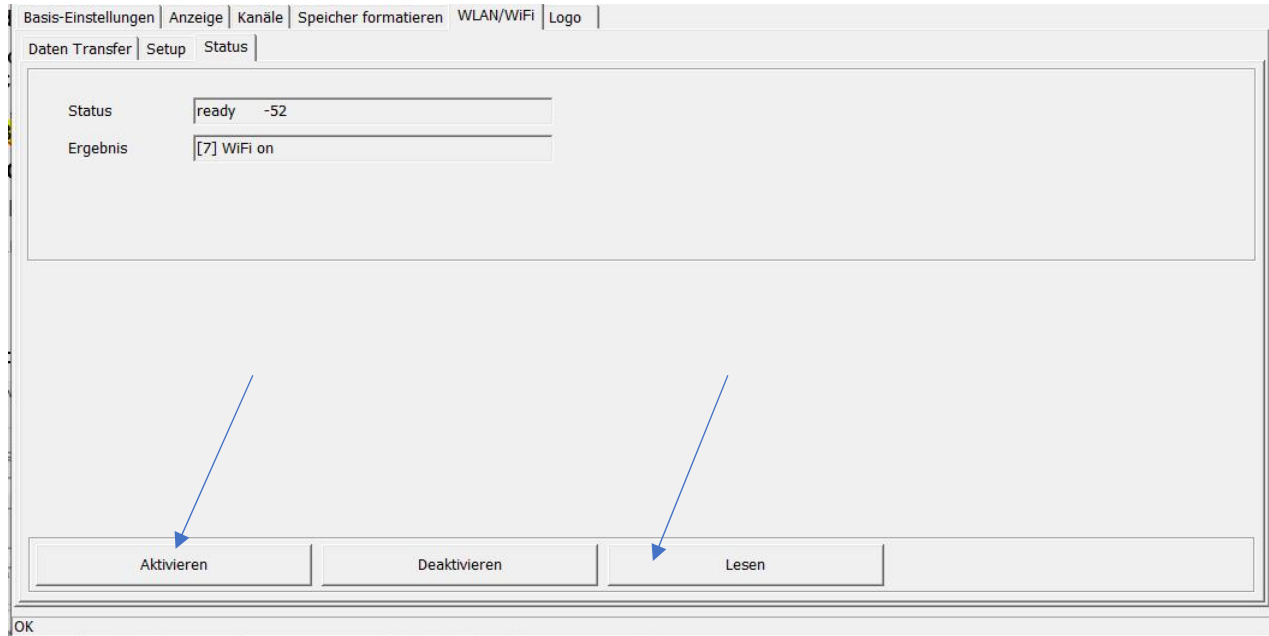 Basis-Einstellungen Anzeige Kanäle Speicher formatieren WLAN/WiFi Logo
Daten Transfer Setup Status
Status ready -52
Ergebnis [7] WiFi on
Aktivieren Deaktivieren Lesen
OK